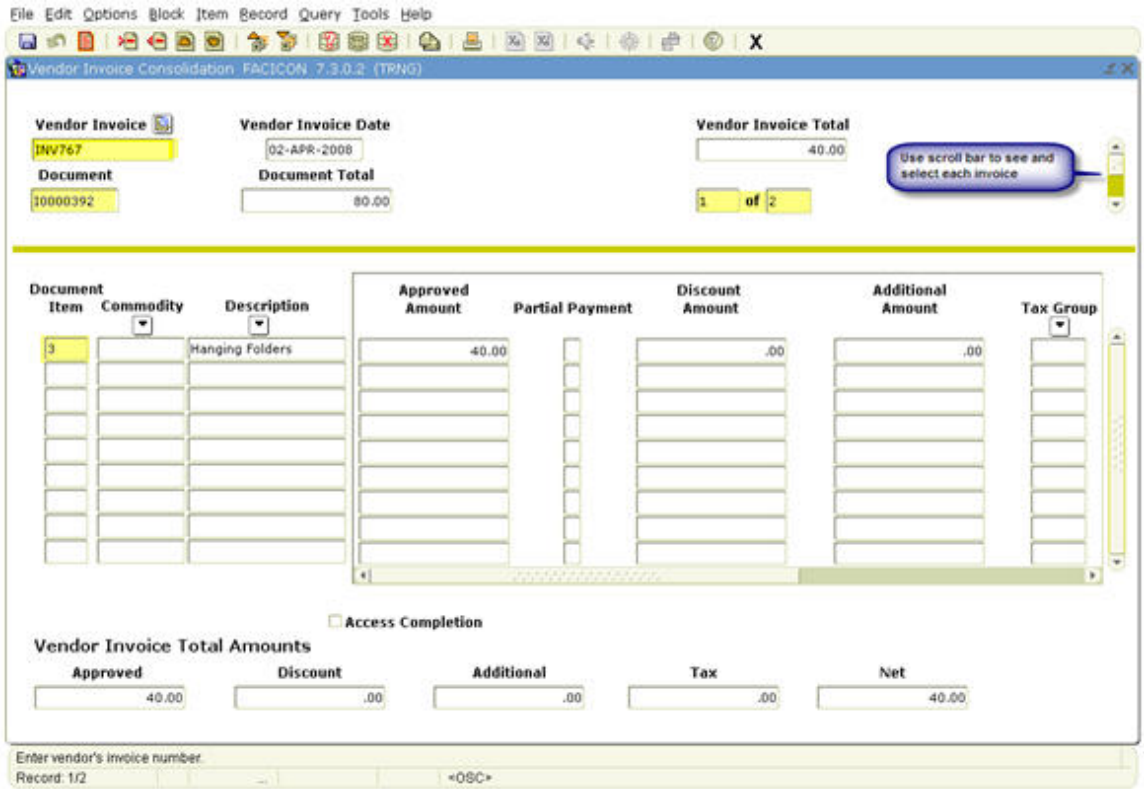 File Edit Options Block Item Record Query Tools Help
Vendor Invoice Consolidation FACICON 7.3.0.2 (TRNG)
Vendor Invoice Vendor Invoice Date Vendor Invoice Total
INV767 02-APR-2008 40.00
Use scroll bar to see and
select each invoice
Document Document Total
I0000392 80.00 1 of 2
Document
Item Commodity Description
Approved
Amount
Partial Payment
Discount
Amount
Additional
Amount
Tax Group
3 Hanging Folders 40.00 .00 .00
Access Completion
Vendor Invoice Total Amounts
Approved Discount Additional Tax Net
40.00 .00 .00 .00 40.00
Enter vendor's invoice number.
Record: 1/2 ... <OSC>